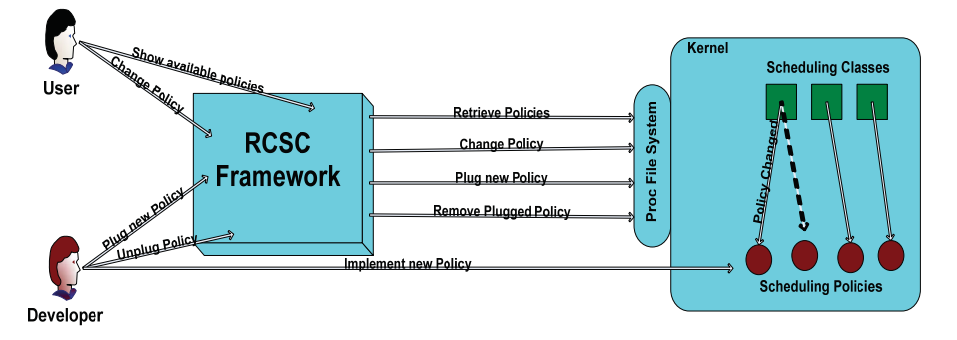 Kernel
Scheduling Classes
User
Show available policies
Change Policy
RCSC
Framework
Retrieve Policies
Change Policy
Plug new Policy
Remove Plugged Policy
Proc File System
Policy Changed
Plug new Policy
Unplug Policy
Implement new Policy
Scheduling Policies
Developer